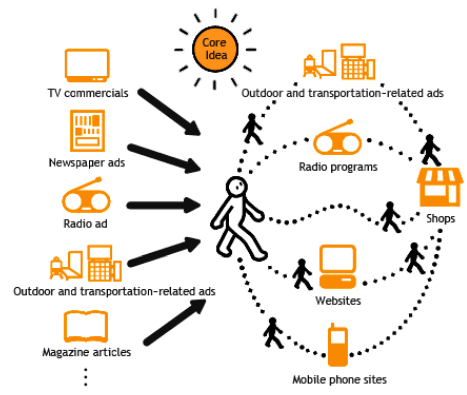 Core
Idea
TV commercials
Newspaper ads
Radio ad
Outdoor and transportation-related ads
Magazine articles
Outdoor and transportation-related ads
Radio programs
Shops
Websites
Mobile phone sites